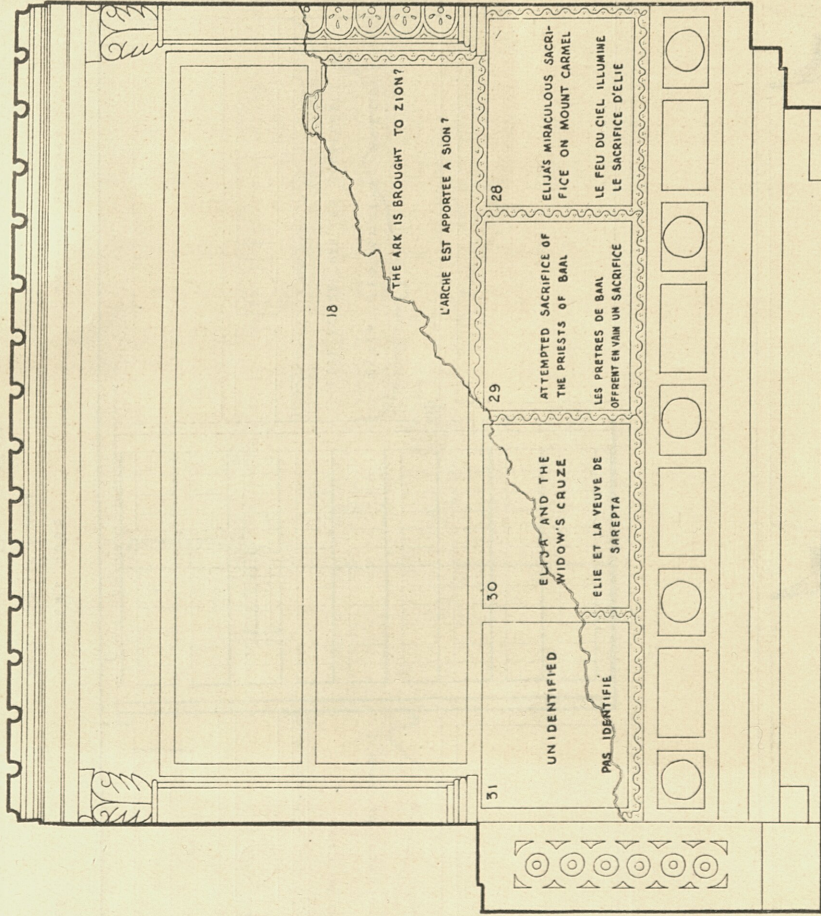 18
THE ARK IS BROUGHT TO ZION?
L'ARCHE EST APPORTEE A SION?
31
UNIDENTIFIED
PAS IDENTIFIÉ
30
ELIJA AND THE
WIDOW'S CRUZE
ELIE ET LA VEUVE DE
SAREPTA
29
ATTEMPTED SACRIFICE OF
THE PRIESTS OF BAAL
LES PRETRES DE BAAL
OFFRENT EN VAIN UN SACRIFICE
28
ELIJA'S MIRACULOUS SACRI-
FICE ON MOUNT CARMEL
LE FEU DU CIEL ILLUMINE
LE SACRIFICE D'ELIE